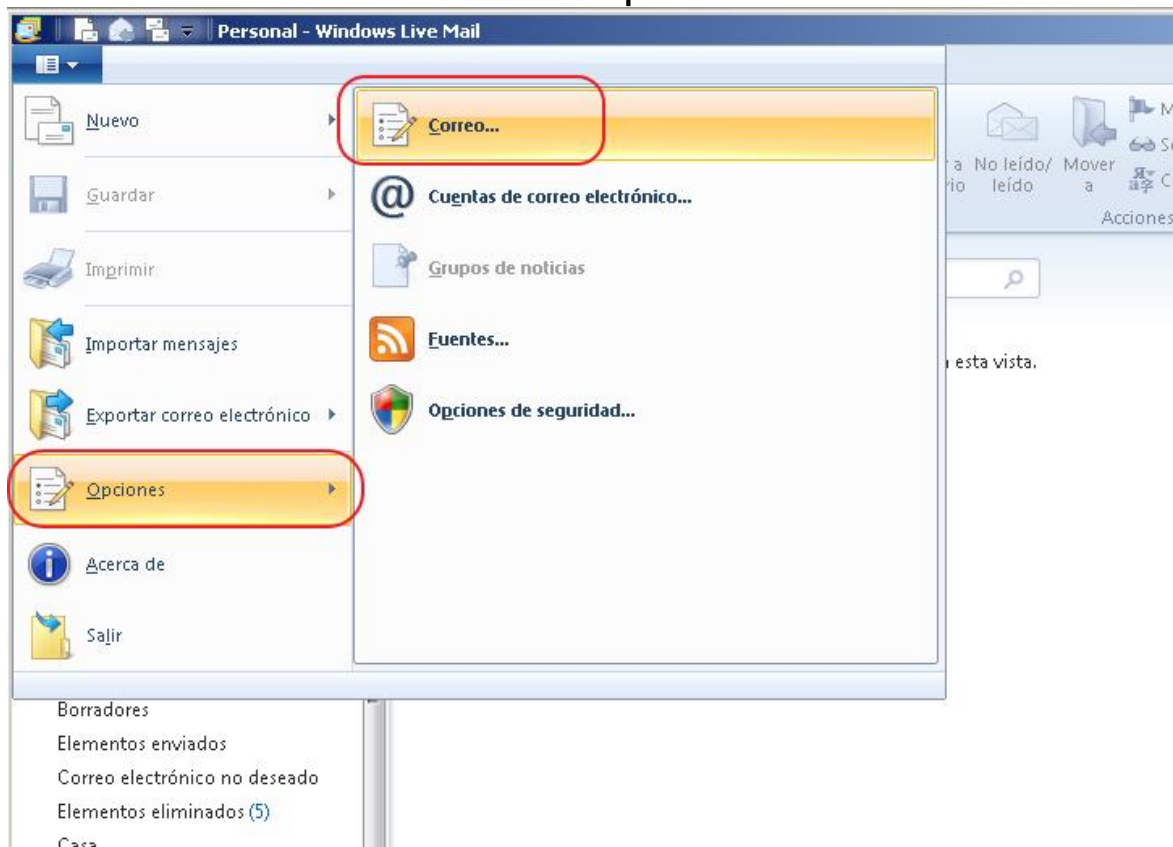 Personal - Windows Live Mail
Nuevo
Guardar
Imprimir
Importar mensajes
Exportar correo electrónico
Opciones
Acerca de
Salir
Correo...
Cuentas de correo electrónico...
Grupos de noticias
Fuentes...
Opciones de seguridad...
a No leído/ Mover
leído a
Acciones
esta vista.
Borradores
Elementos enviados
Correo electrónico no deseado
Elementos eliminados (5)
Casa